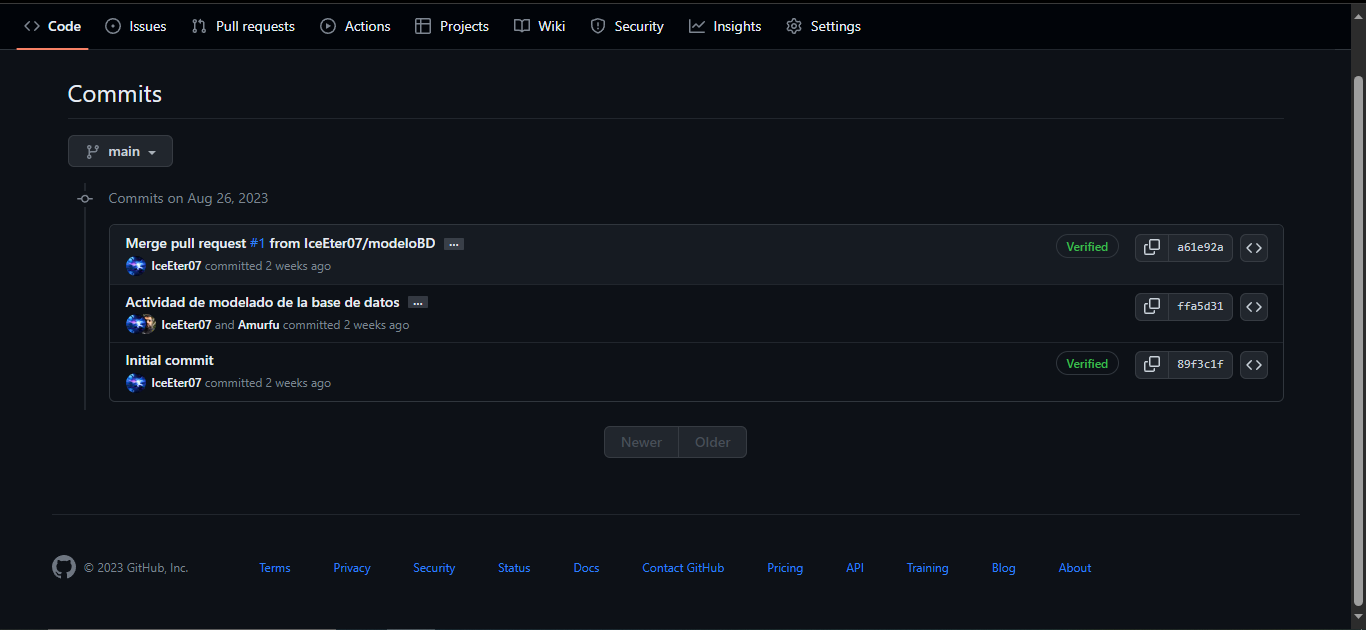 Code Issues Pull requests Actions Projects Wiki Security Insights Settings
Commits
main
Commits on Aug 26, 2023
Merge pull request #1 from IceEter07/modeloBD ...
Verified a61e92a
IceEter07 committed 2 weeks ago
Actividad de modelado de la base de datos ...
ffa5d31
IceEter07 and Amurfu committed 2 weeks ago
Initial commit
Verified 89f3c1f
IceEter07 committed 2 weeks ago
Newer Older
© 2023 GitHub, Inc. Terms Privacy Security Status Docs Contact GitHub Pricing API Training Blog About